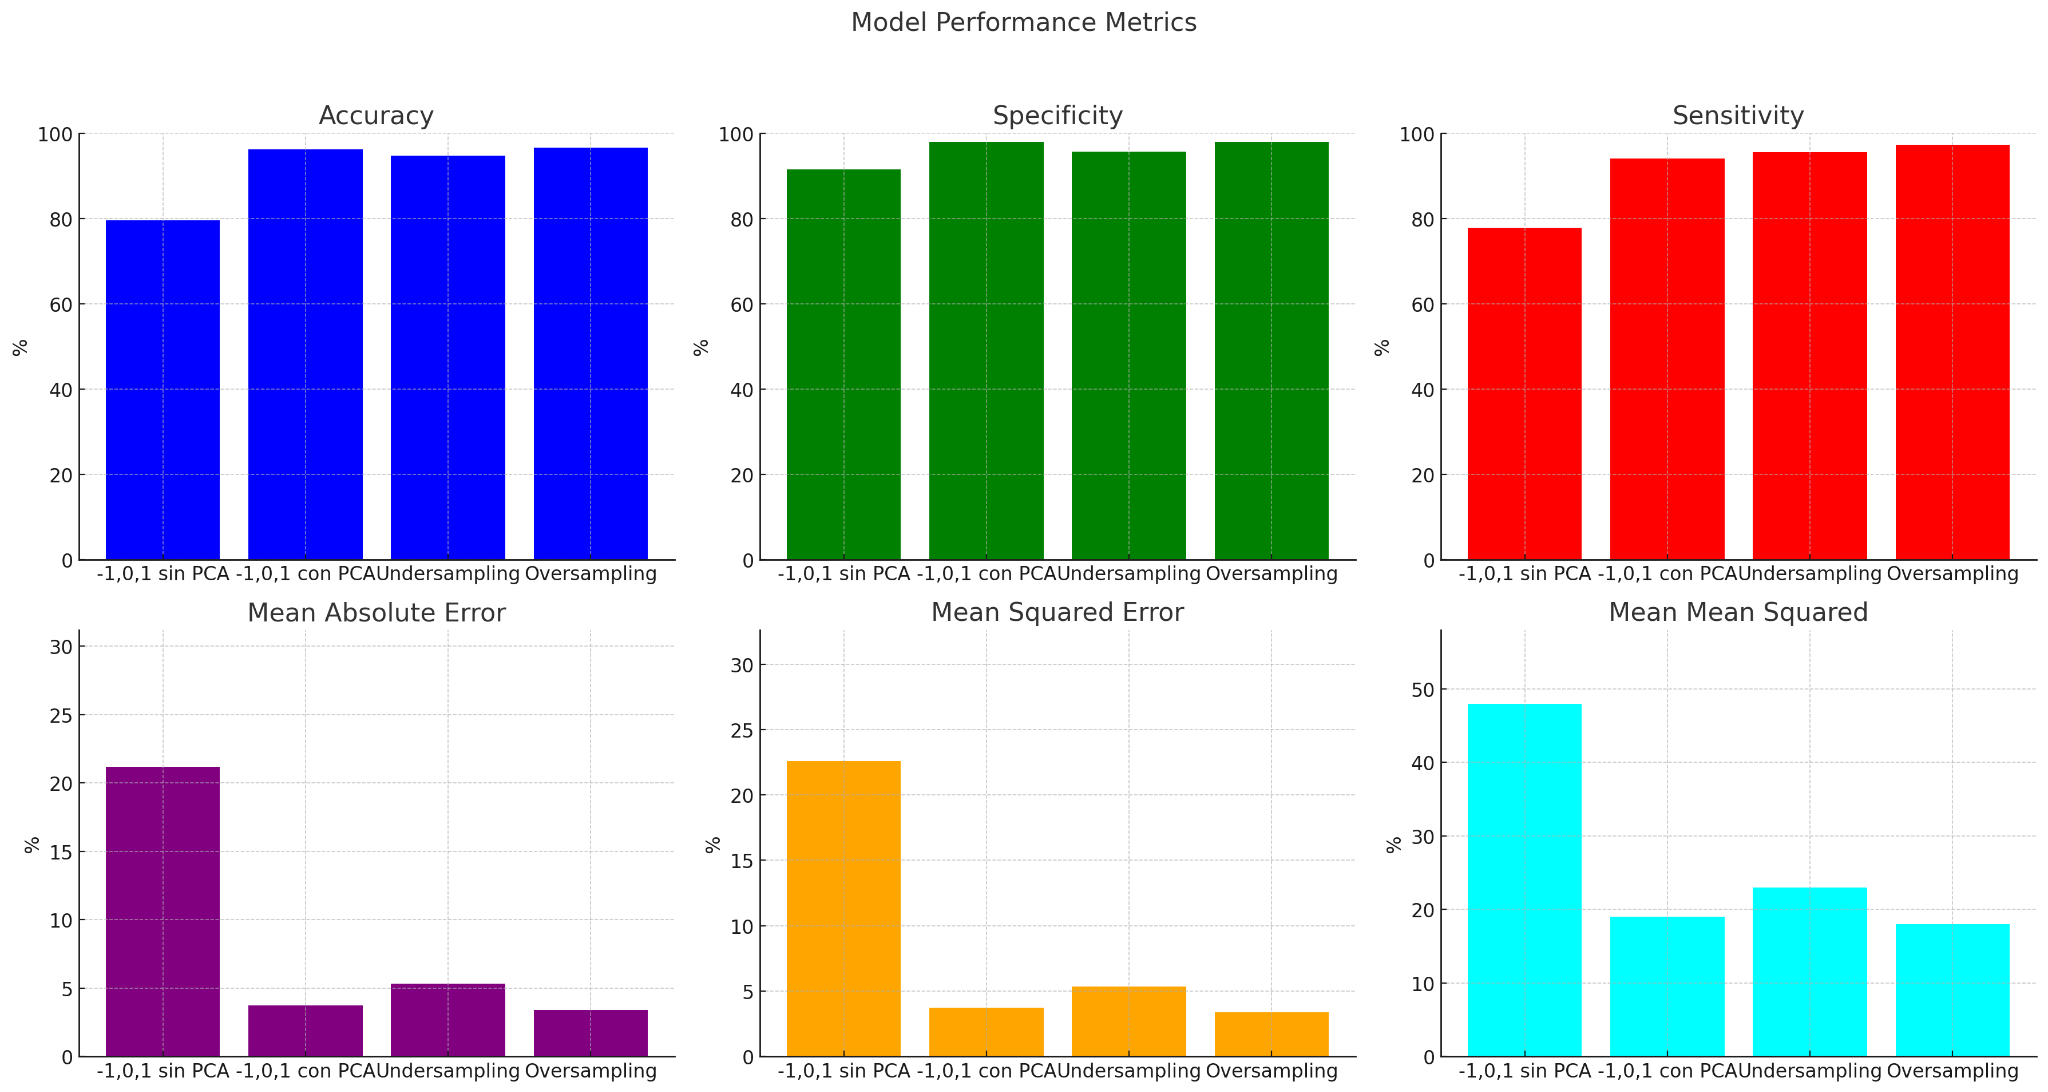 Model Performance Metrics
Accuracy
%
100
80
60
40
20
0
-1,0,1 sin PCA
-1,0,1 con PCA
Undersampling
Oversampling
Specificity
%
100
80
60
40
20
0
-1,0,1 sin PCA
-1,0,1 con PCA
Undersampling
Oversampling
Sensitivity
%
100
80
60
40
20
0
-1,0,1 sin PCA
-1,0,1 con PCA
Undersampling
Oversampling
Mean Absolute Error
%
30
25
20
15
10
5
0
-1,0,1 sin PCA
-1,0,1 con PCA
Undersampling
Oversampling
Mean Squared Error
%
30
25
20
15
10
5
0
-1,0,1 sin PCA
-1,0,1 con PCA
Undersampling
Oversampling
Mean Mean Squared
%
50
40
30
20
10
0
-1,0,1 sin PCA
-1,0,1 con PCA
Undersampling
Oversampling